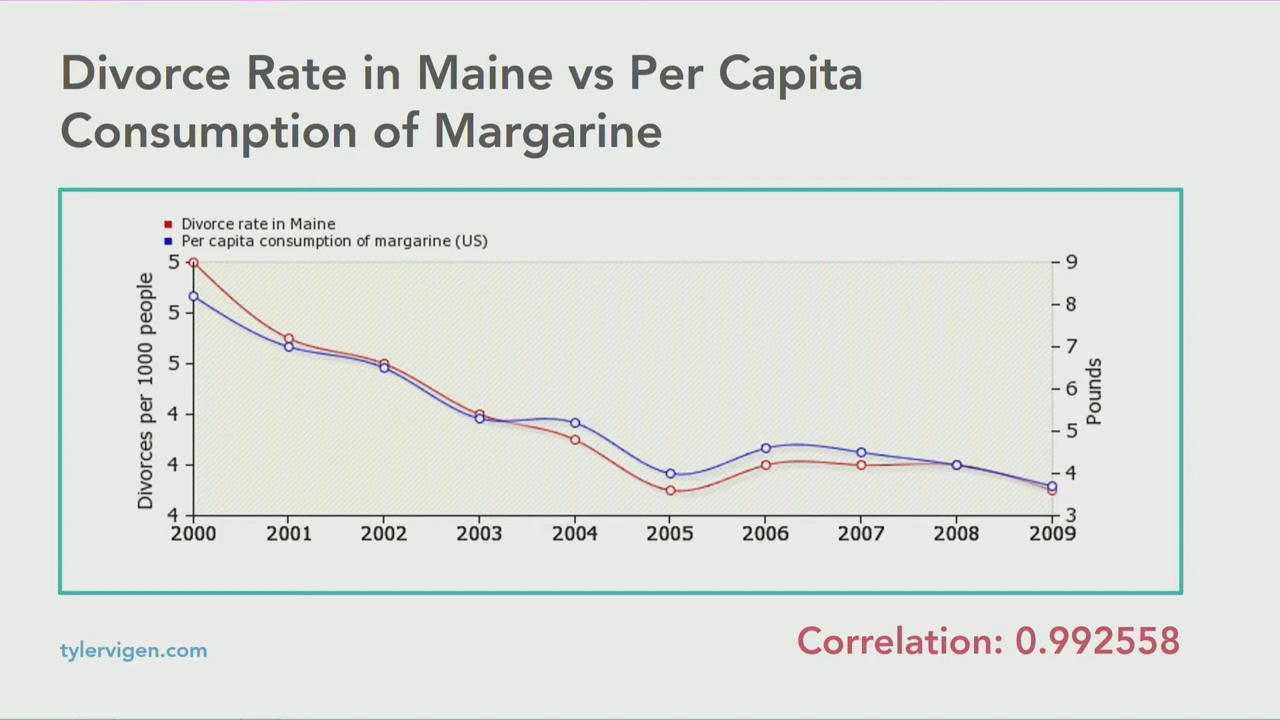 Divorce Rate in Maine vs Per Capita
Consumption of Margarine
Divorce rate in Maine
Per capita consumption of margarine (US)
Divorces per 1000 people
5
5
5
4
4
4
9
8
7
6
5
4
3
Pounds
2000 2001 2002 2003 2004 2005 2006 2007 2008 2009
tylervigen.com
Correlation: 0.992558